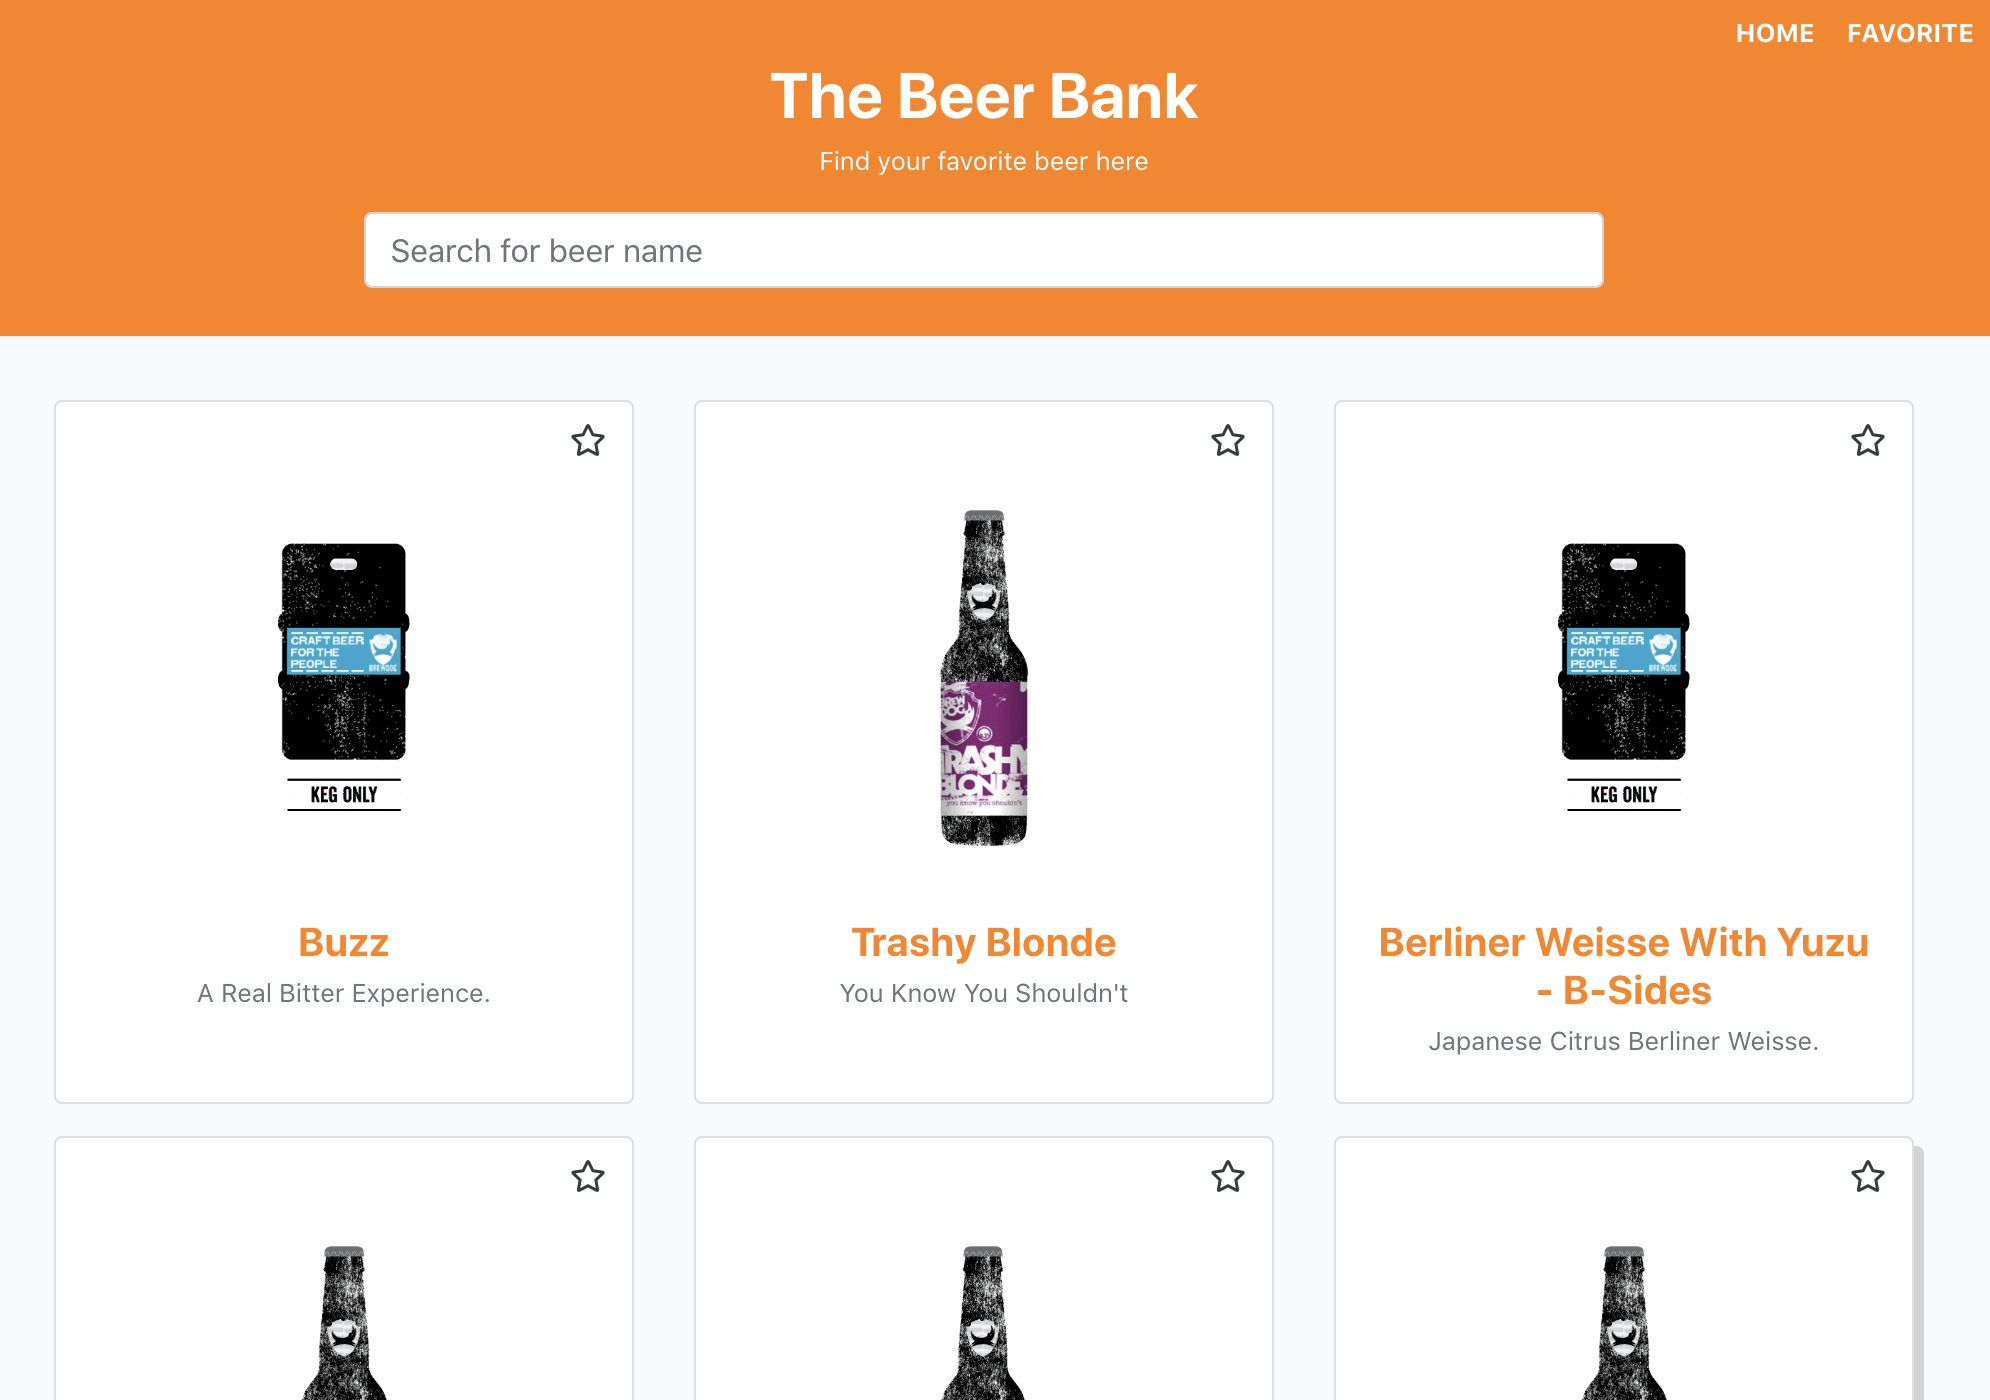 HOME FAVORITE
The Beer Bank
Find your favorite beer here
Search for beer name
CRAFT BEER
FOR THE
PEOPLE
BREWDOG
KEG ONLY
Buzz
A Real Bitter Experience.
BREW
DOG
TRASHY
BLONDE
you know you shouldn't
Trashy Blonde
You Know You Shouldn't
CRAFT BEER
FOR THE
PEOPLE
BREWDOG
KEG ONLY
Berliner Weisse With Yuzu
- B-Sides
Japanese Citrus Berliner Weisse.